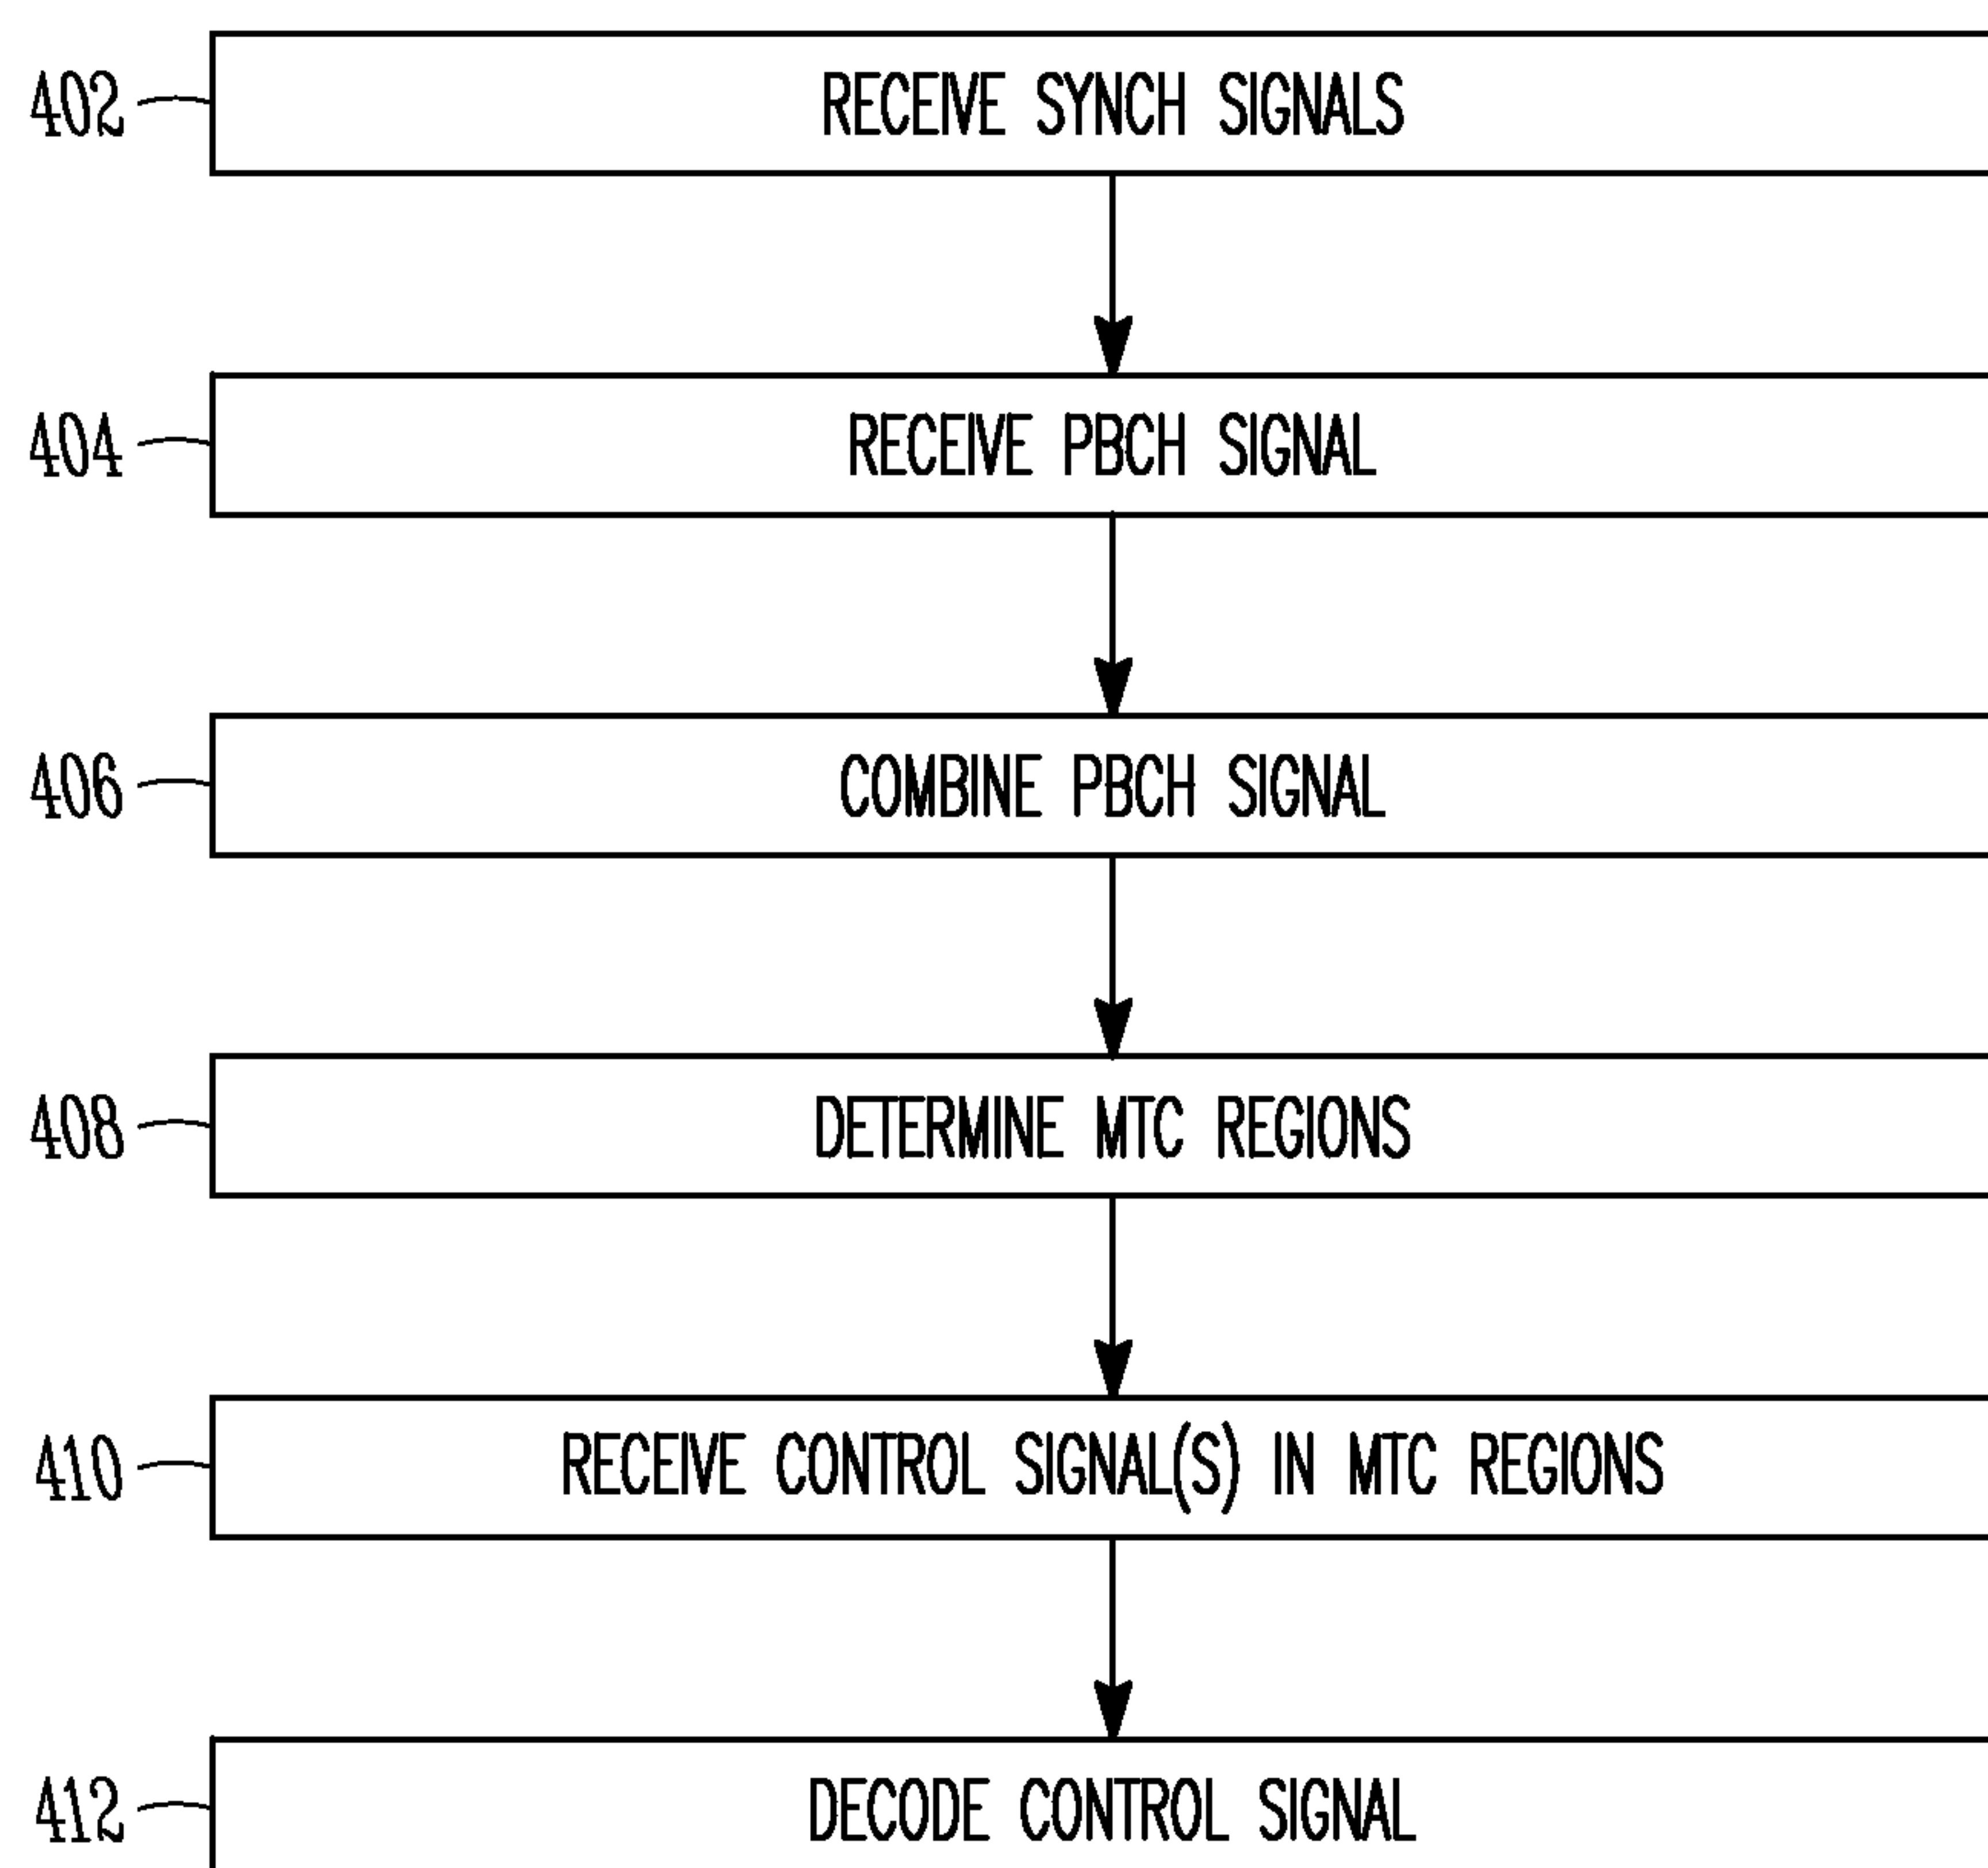 402 RECEIVE SYNCH SIGNALS
404 RECEIVE PBCH SIGNAL
406 COMBINE PBCH SIGNAL
408 DETERMINE MTC REGIONS
410 RECEIVE CONTROL SIGNAL(S) IN MTC REGIONS
412 DECODE CONTROL SIGNAL